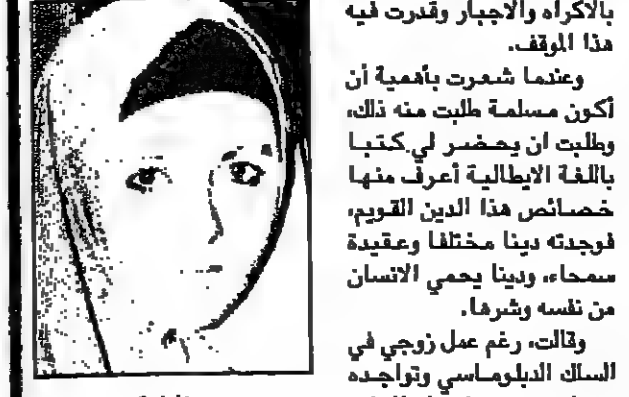 بالاكراه والاجبار وقدرت فيه
هذا الموقف.
وعندما شعرت بأهمية أن
أكون مسلمة طلبت منه ذلك،
وطلبت ان يحضر لي كتبا
باللغة الايطالية أعرف منها
خصائص هذا الدين القويم،
فوجدته دينا مختلفا وعقيدة
سمحاء، ودينا يحمي الانسان
من نفسه وشرها.
وقالت، رغم عمل زوجي في
السلك الدبلوماسي وتواجده